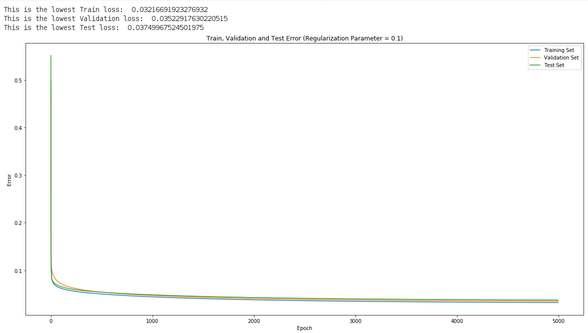 This is the lowest Train loss: 0.03216691923276932
This is the lowest Validation loss: 0.03522917630220515
This is the lowest Test loss: 0.03749967524501975
Train, Validation and Test Error (Regularization Parameter = 0.1)
Training Set
Validation Set
Test Set
0.5
0.4
0.3
0.2
0.1
Error
0 1000 2000 3000 4000 5000
Epoch